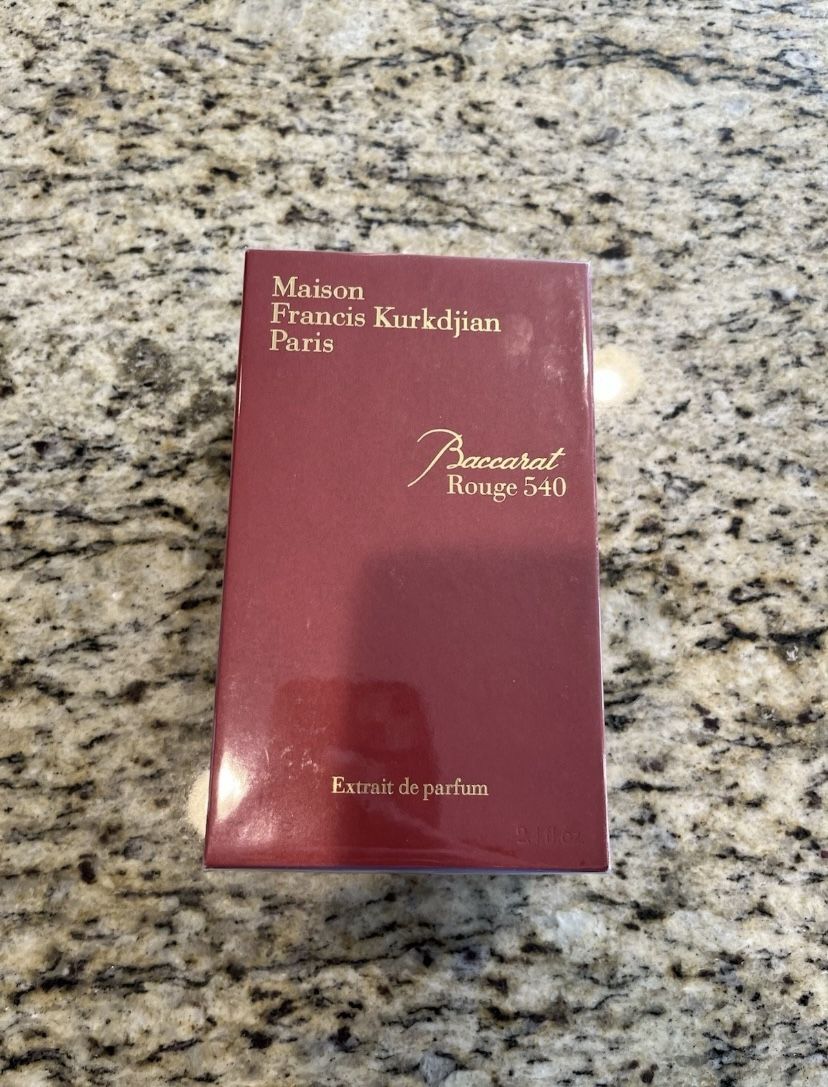 Maison
Francis Kurkdjian
Paris
Baccarat
Rouge 540
Extrait de parfum